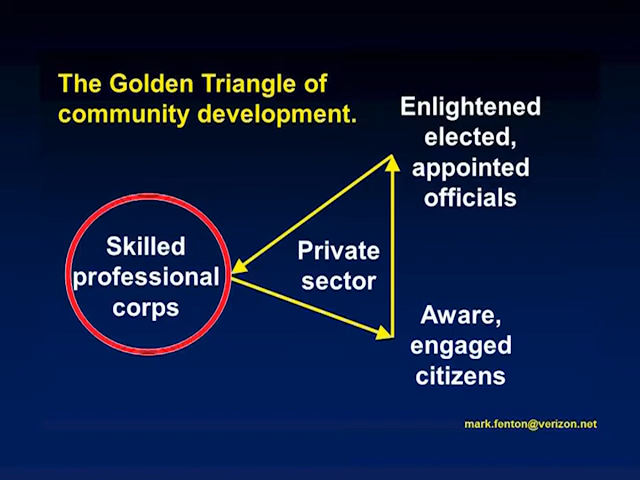 The Golden Triangle of
community development.
Enlightened
elected,
appointed
officials
Skilled
professional
corps
Private
sector
Aware,
engaged
citizens
mark.fenton@verizon.net